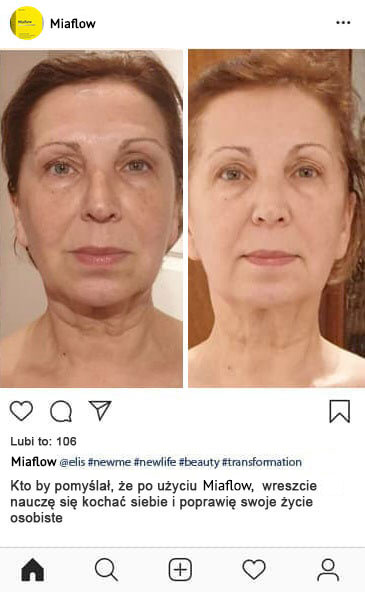 Miaflow
Miaflow
Lubi to: 106
Miaflow @elis #newme #newlife #beauty #transformation
Kto by pomyślał, że po użyciu Miaflow, wreszcie
nauczę się kochać siebie i poprawię swoje życie
osobiste